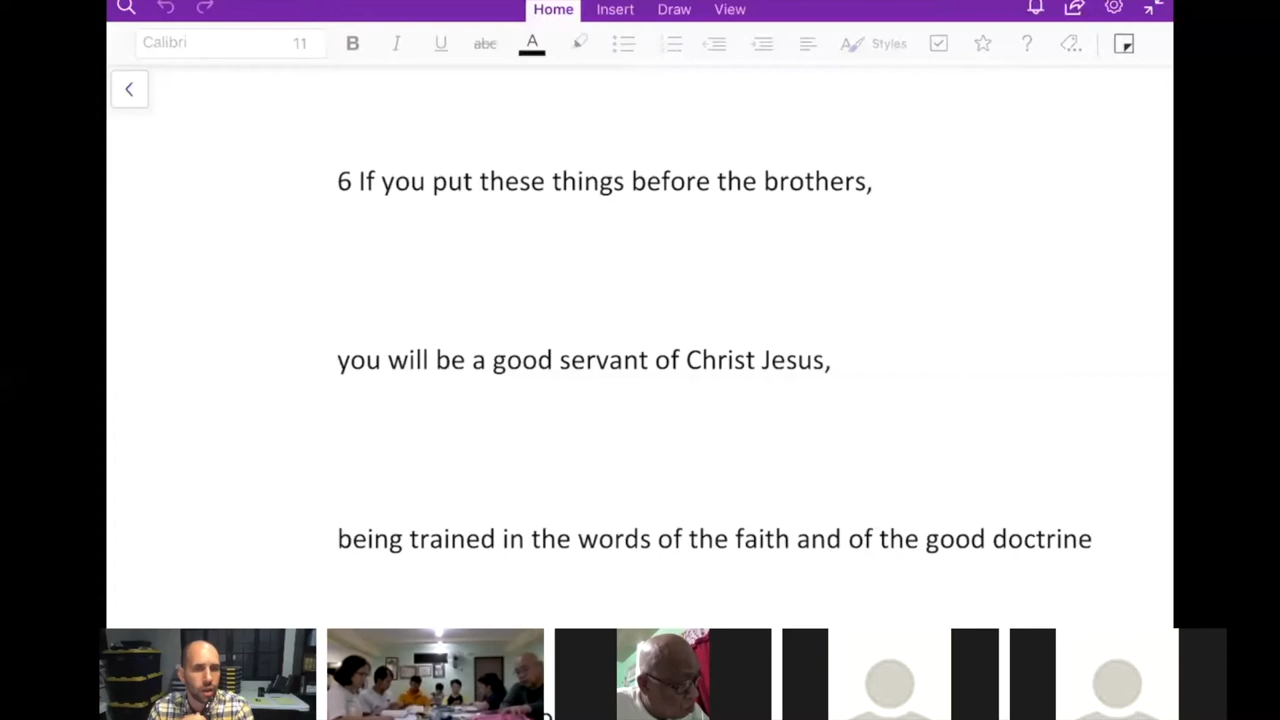 Home Insert Draw View
Calibri 11 B I U abc A Styles ?
6 If you put these things before the brothers,
you will be a good servant of Christ Jesus,
being trained in the words of the faith and of the good doctrine